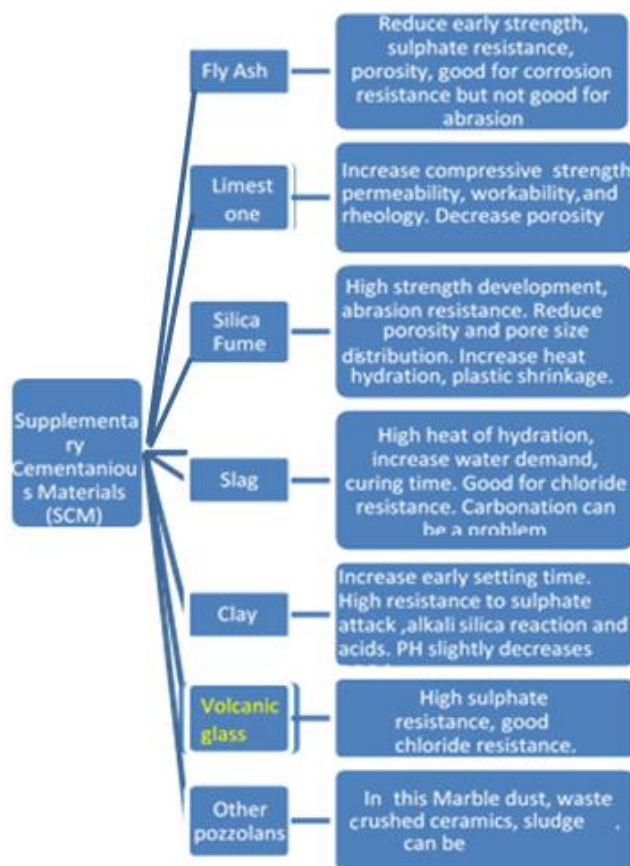 Supplementa
ry
Cementaniou
s Materials
(SCM)
Fly Ash
Reduce early strength,
sulphate resistance,
porosity, good for corrosion
resistance but not good for
abrasion
Limest
one
Increase compressive strength
permeability, workability, and
rheology. Decrease porosity
Silica
Fume
High strength development,
abrasion resistance. Reduce
porosity and pore size
distribution. Increase heat
hydration, plastic shrinkage.
Slag
High heat of hydration,
increase water demand,
curing time. Good for chloride
resistance. Carbonation can
be a problem
Clay
Increase early setting time.
High resistance to sulphate
attack ,alkali silica reaction and
acids. PH slightly decreases
Volcanic
glass
High sulphate
resistance, good
chloride resistance.
Other
pozzolans
In this Marble dust, waste
crushed ceramics, sludge ,
can be